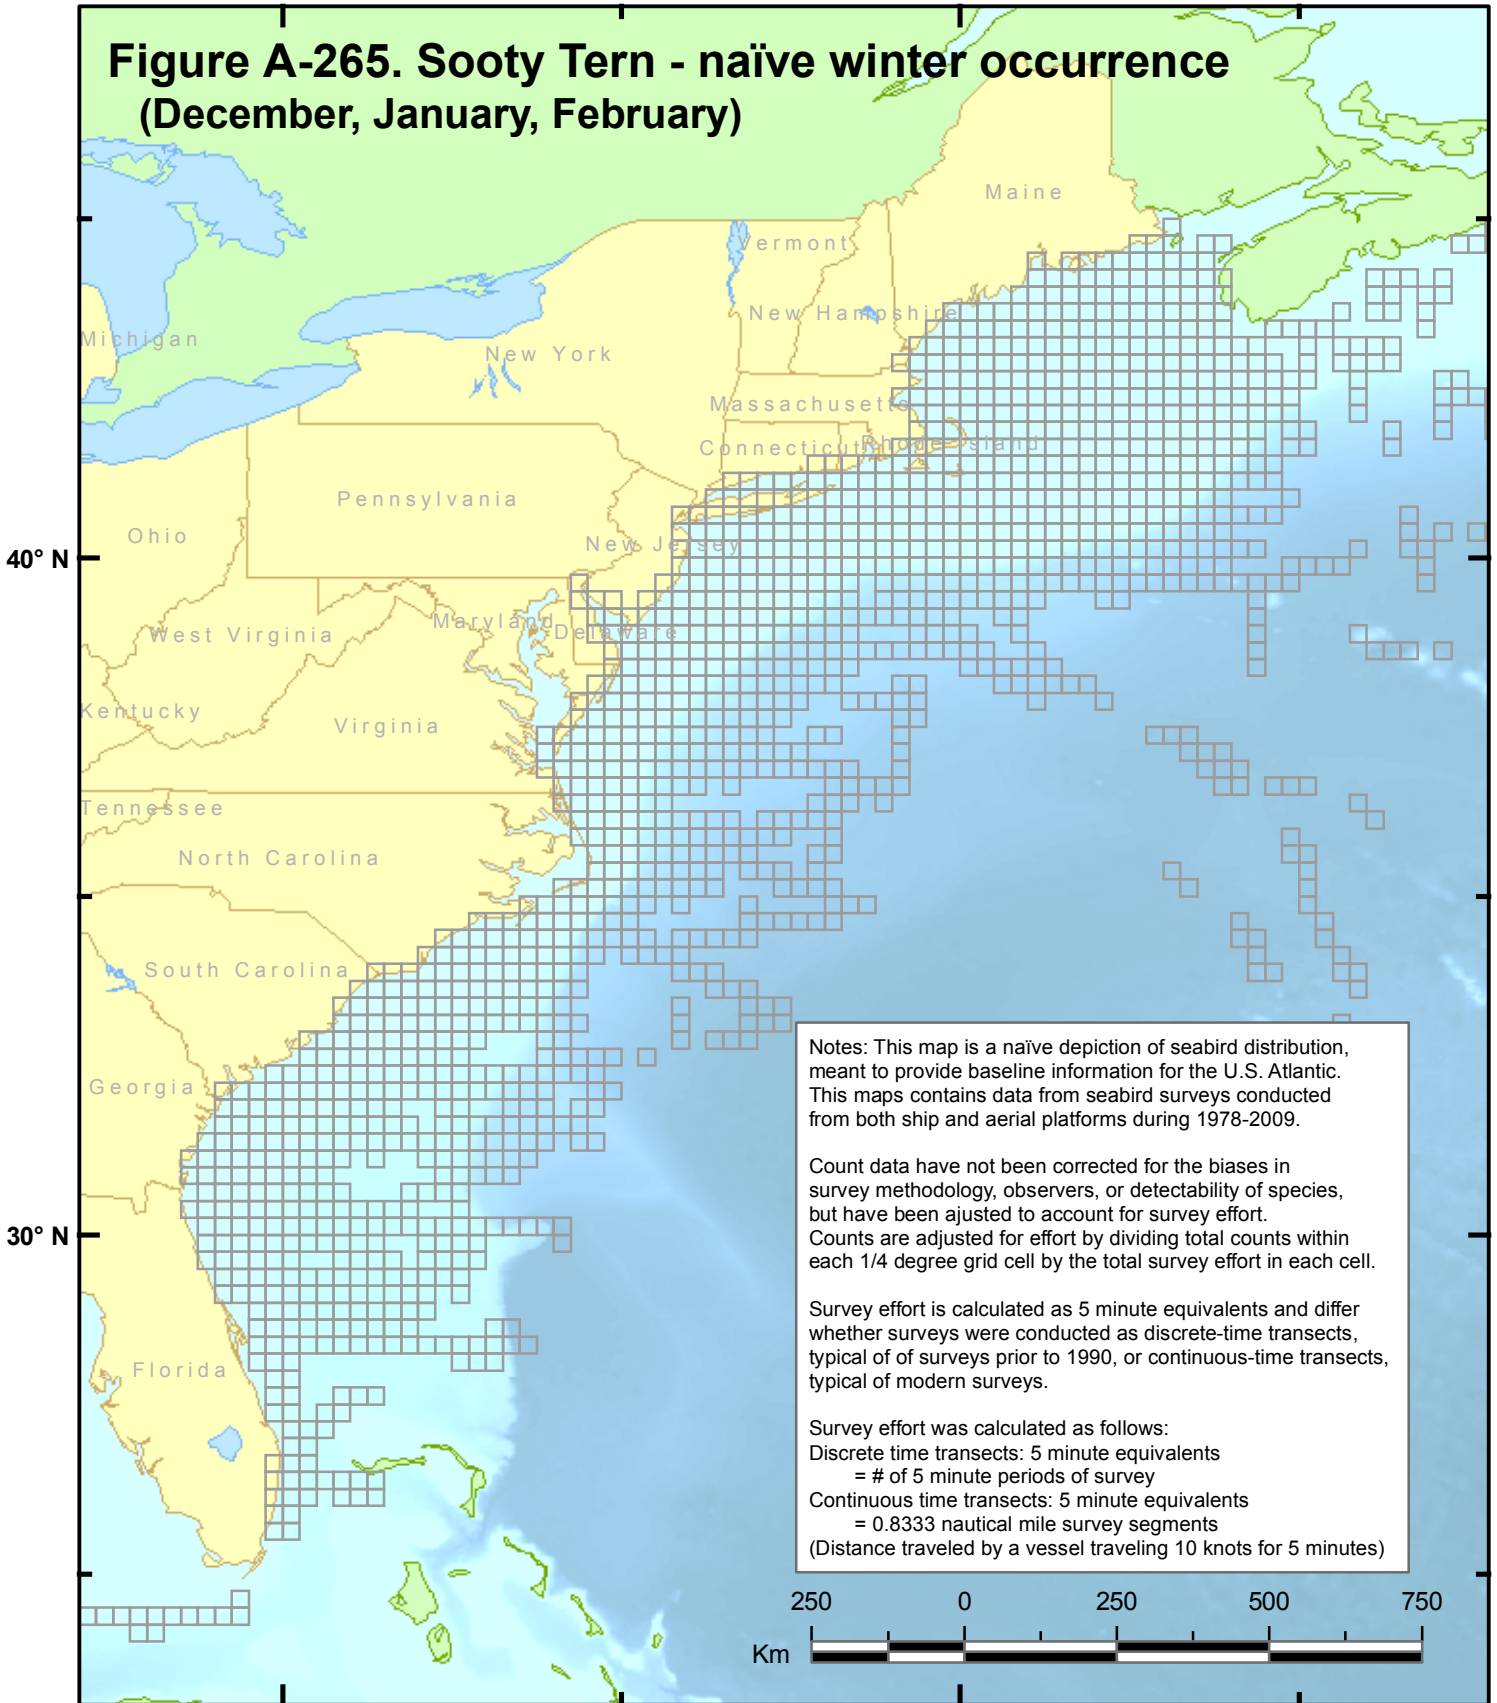 Figure A-265. Sooty Tern - naïve winter occurrence
(December, January, February)
Maine
Vermont
New Hampshire
Michigan
New York
Massachusetts
Connecticut
Rhode Island
Pennsylvania
Ohio
New Jersey
40° N
Maryland
Delaware
West Virginia
Kentucky
Virginia
Tennessee
North Carolina
South Carolina
Georgia
30° N
Florida
Notes: This map is a naïve depiction of seabird distribution,
meant to provide baseline information for the U.S. Atlantic.
This maps contains data from seabird surveys conducted
from both ship and aerial platforms during 1978-2009.
Count data have not been corrected for the biases in
survey methodology, observers, or detectability of species,
but have been ajusted to account for survey effort.
Counts are adjusted for effort by dividing total counts within
each 1/4 degree grid cell by the total survey effort in each cell.
Survey effort is calculated as 5 minute equivalents and differ
whether surveys were conducted as discrete-time transects,
typical of of surveys prior to 1990, or continuous-time transects,
typical of modern surveys.
Survey effort was calculated as follows:
Discrete time transects: 5 minute equivalents
= # of 5 minute periods of survey
Continuous time transects: 5 minute equivalents
= 0.8333 nautical mile survey segments
(Distance traveled by a vessel traveling 10 knots for 5 minutes)
250 0 250 500 750
Km